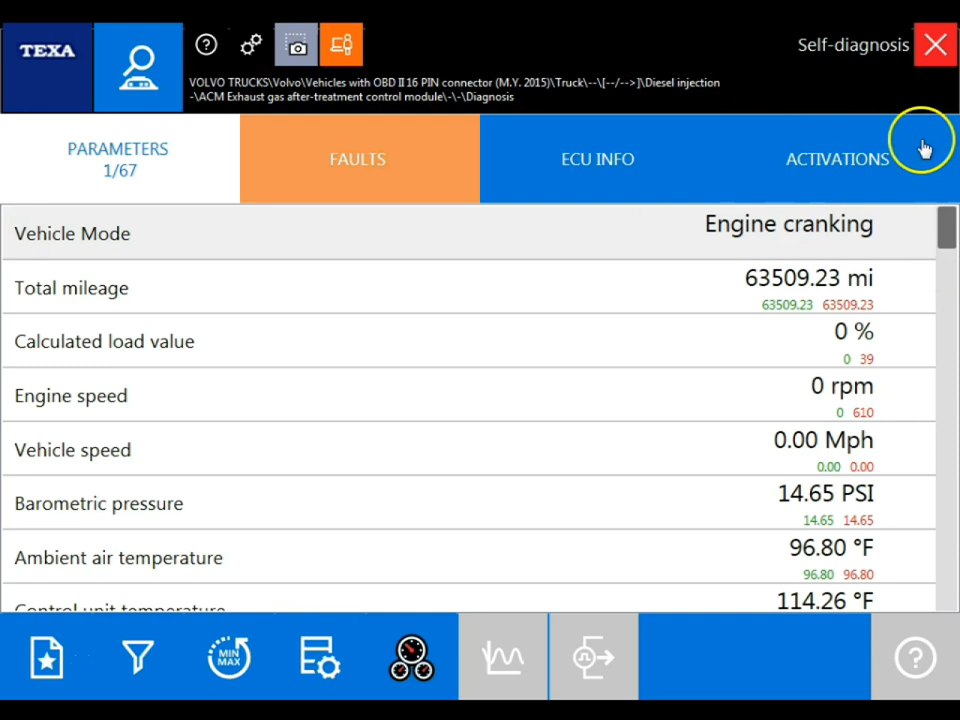 TEXA
Self-diagnosis
VOLVO TRUCKS\Volvo\Vehicles with OBD II 16 PIN connector (M.Y. 2015)\Truck\--\[--/-->]\Diesel injection
-\ACM Exhaust gas after-treatment control module\-\-\Diagnosis
PARAMETERS
1/67
FAULTS
ECU INFO
ACTIVATIONS
Vehicle Mode
Engine cranking
Total mileage
63509.23 mi
63509.23 63509.23
Calculated load value
0 %
0 39
Engine speed
0 rpm
0 610
Vehicle speed
0.00 Mph
0.00 0.00
Barometric pressure
14.65 PSI
14.65 14.65
Ambient air temperature
96.80 °F
96.80 96.80
Control unit temperature
114.26 °F
MIN
MAX